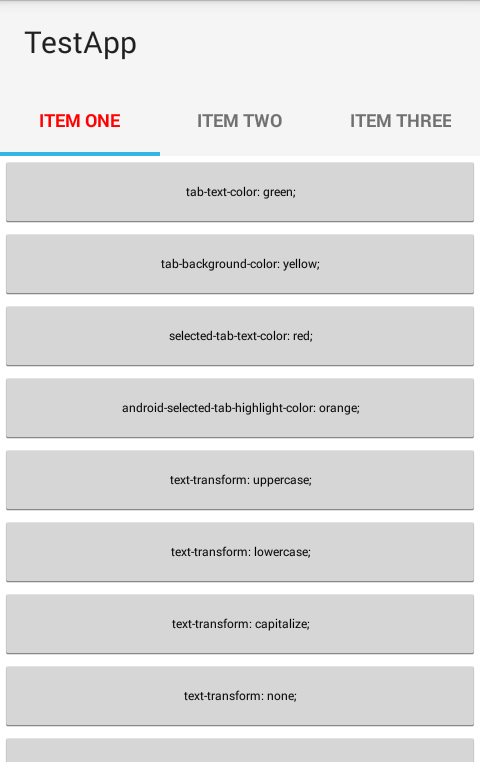 TestApp
ITEM ONE
ITEM TWO
ITEM THREE
tab-text-color: green;
tab-background-color: yellow;
selected-tab-text-color: red;
android-selected-tab-highlight-color: orange;
text-transform: uppercase;
text-transform: lowercase;
text-transform: capitalize;
text-transform: none;